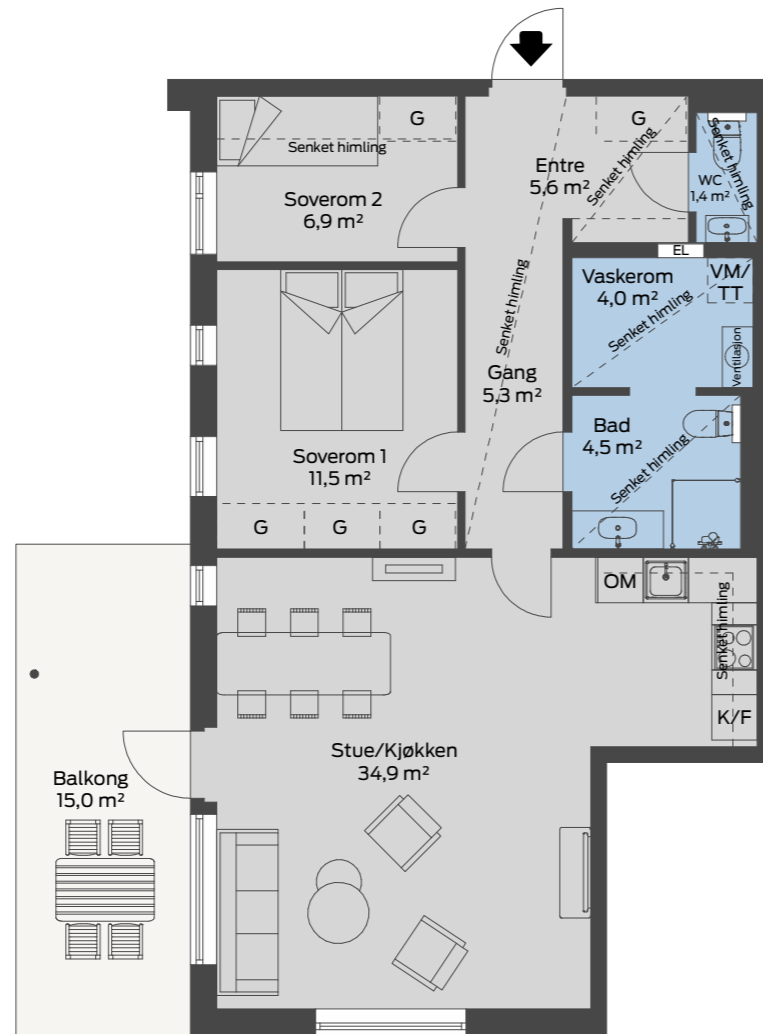 G
Senket himling
Soverom 2
6,9 m²
G
Senket himling
Entre
5,6 m²
Senket himling
WC
1,4 m²
EL
Vaskerom
4,0 m²
VM/
TT
Senket himling
Ventilasjon
Senket himling
Gang
5,3 m²
Bad
4,5 m²
Senket himling
Soverom 1
11,5 m²
G
G
G
OM
Senket himling
K/F
Stue/Kjøkken
34,9 m²
Balkong
15,0 m²